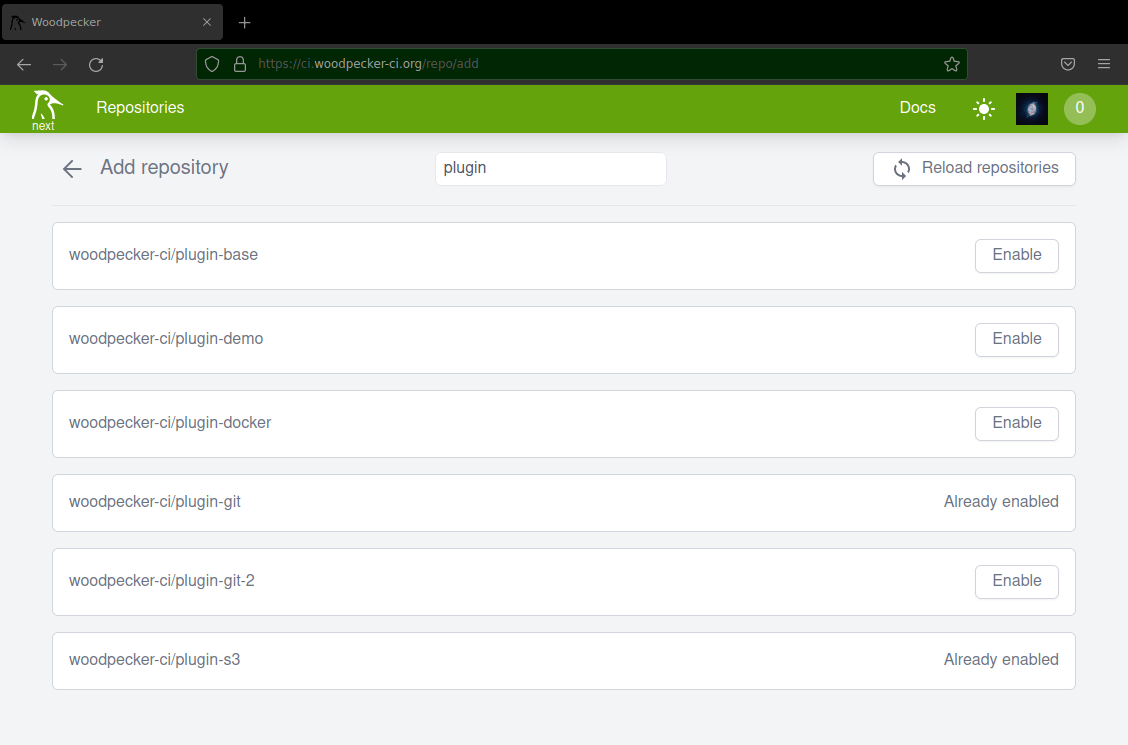 Woodpecker
https://ci.woodpecker-ci.org/repo/add
next
Repositories
Docs
0
Add repository
plugin
Reload repositories
woodpecker-ci/plugin-base
Enable
woodpecker-ci/plugin-demo
Enable
woodpecker-ci/plugin-docker
Enable
woodpecker-ci/plugin-git
Already enabled
woodpecker-ci/plugin-git-2
Enable
woodpecker-ci/plugin-s3
Already enabled